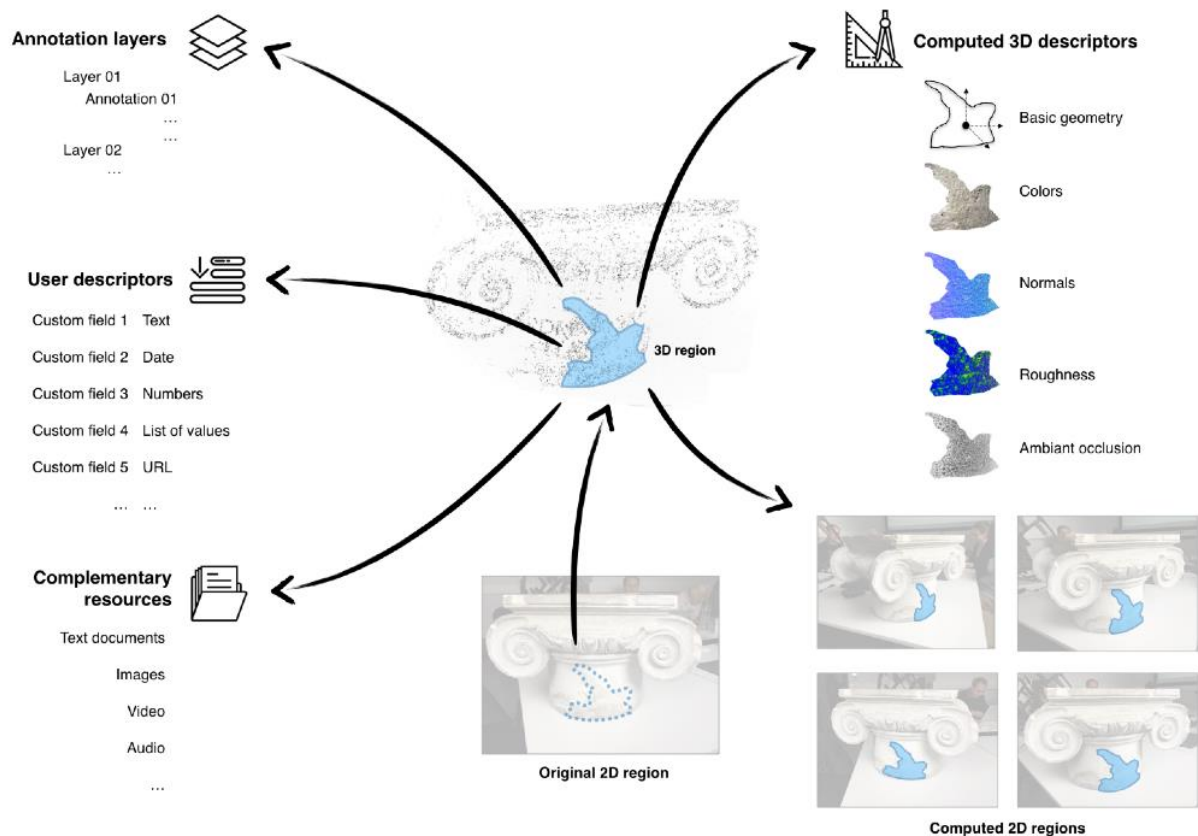 Annotation layers
Layer 01
Annotation 01
...
...
Layer 02
...
User descriptors
Custom field 1 Text
Custom field 2 Date
Custom field 3 Numbers
Custom field 4 List of values
Custom field 5 URL
... ...
Complementary
resources
Text documents
Images
Video
Audio
...
3D region
Original 2D region
Computed 3D descriptors
Basic geometry
Colors
Normals
Roughness
Ambiant occlusion
Computed 2D regions